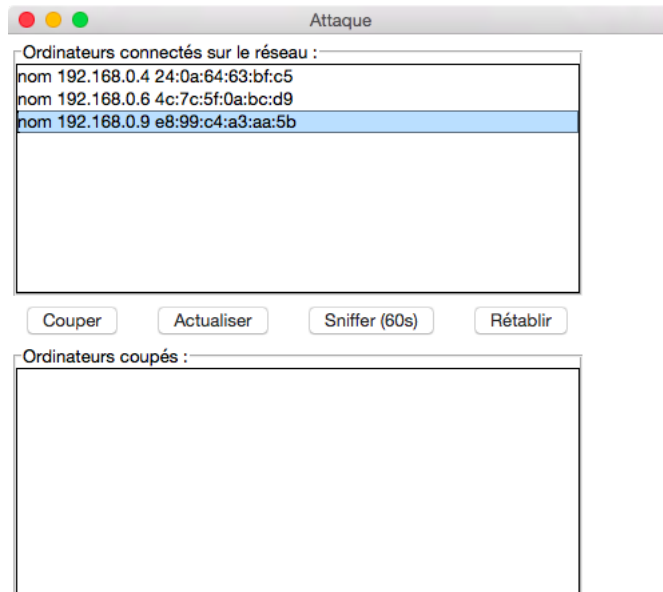 Attaque
Ordinateurs connectés sur le réseau :
nom 192.168.0.4 24:0a:64:63:bf:c5
nom 192.168.0.6 4c:7c:5f:0a:bc:d9
nom 192.168.0.9 e8:99:c4:a3:aa:5b
Couper Actualiser Sniffer (60s) Rétablir
Ordinateurs coupés :